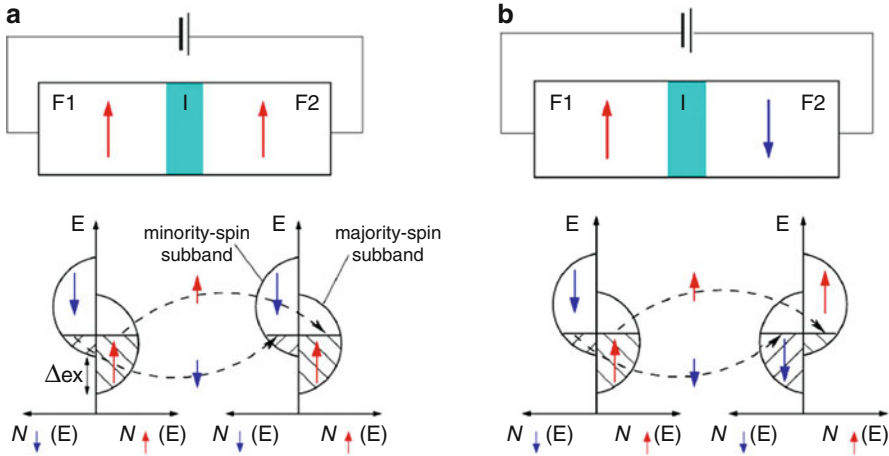 a
F1 I F2
E E
minority-spin
subband
majority-spin
subband
Δex
N (E) N (E) N (E) N (E)
b
F1 I F2
E E
N (E) N (E) N (E) N (E)